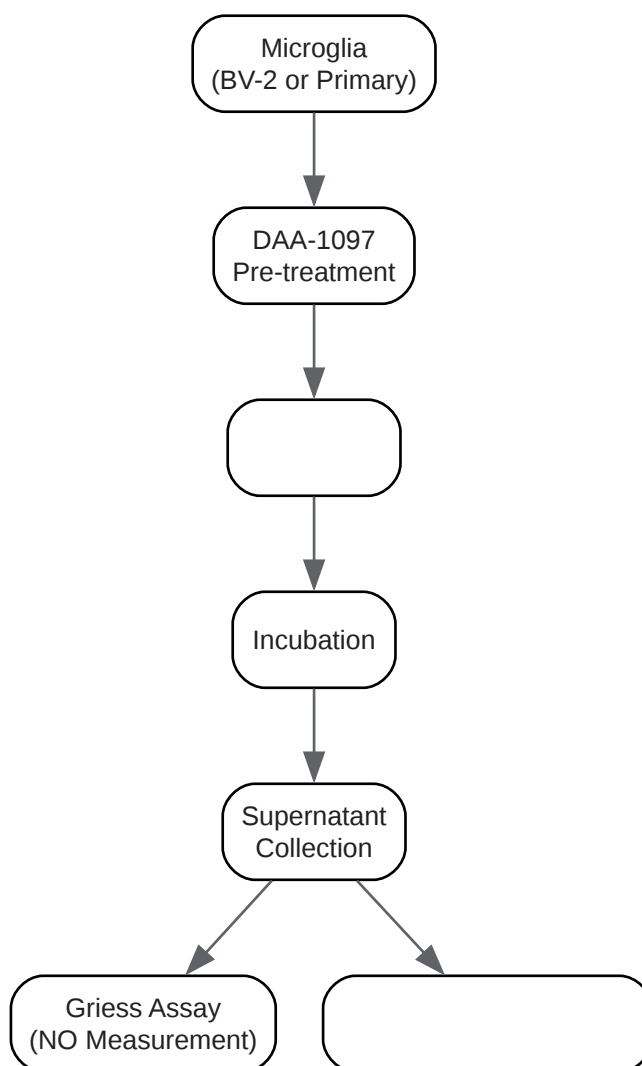 Microglia
(BV-2 or Primary)
DAA-1097
Pre-treatment
Incubation
Supernatant
Collection
Griess Assay
(NO Measurement)